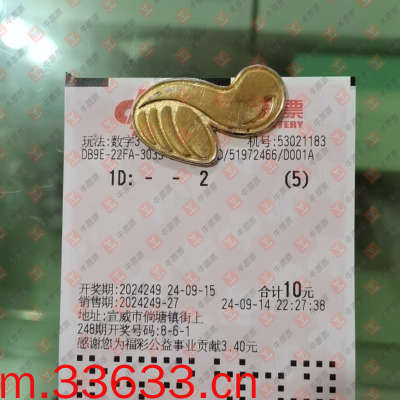 票
TTERY
玩法:数字3 机号:53021183
DB9E-22FA-303 0/51972466/D001A
1D: - - 2 (5)
开奖期:2024249 24-09-15 合计10元
销售期:2024249-27 24-09-14 22:27:38
地址:宣威市倘塘镇街上
248期开奖号码:8-6-1
感谢您为福彩公益事业贡献3.40元
m.33633.cn